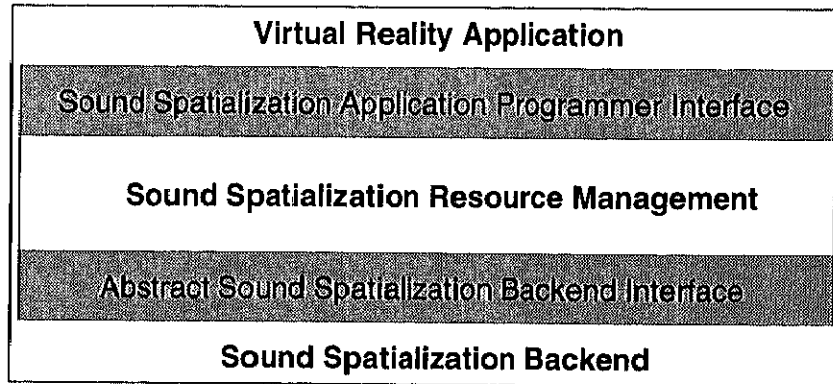 Virtual Reality Application
Sound Spatialization Application Programmer Interface
Sound Spatialization Resource Management
Abstract Sound Spatialization Backend Interface
Sound Spatialization Backend